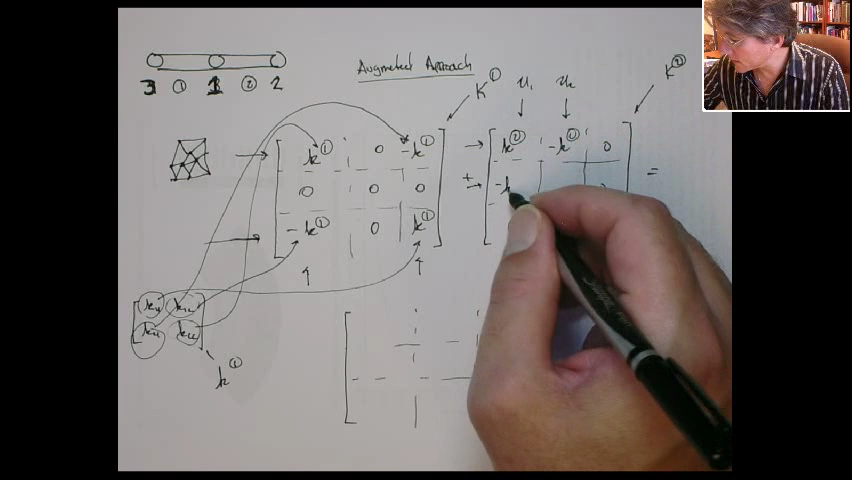 3 ① 1 ② 2
Augmented Approach
K① u₁ u₂ K②
k① 0 -k① k② -k② 0
0 0 0 + -k =
-k① 0 k①
k₁₁ k₁₂
k₂₁ k₂₂
k①